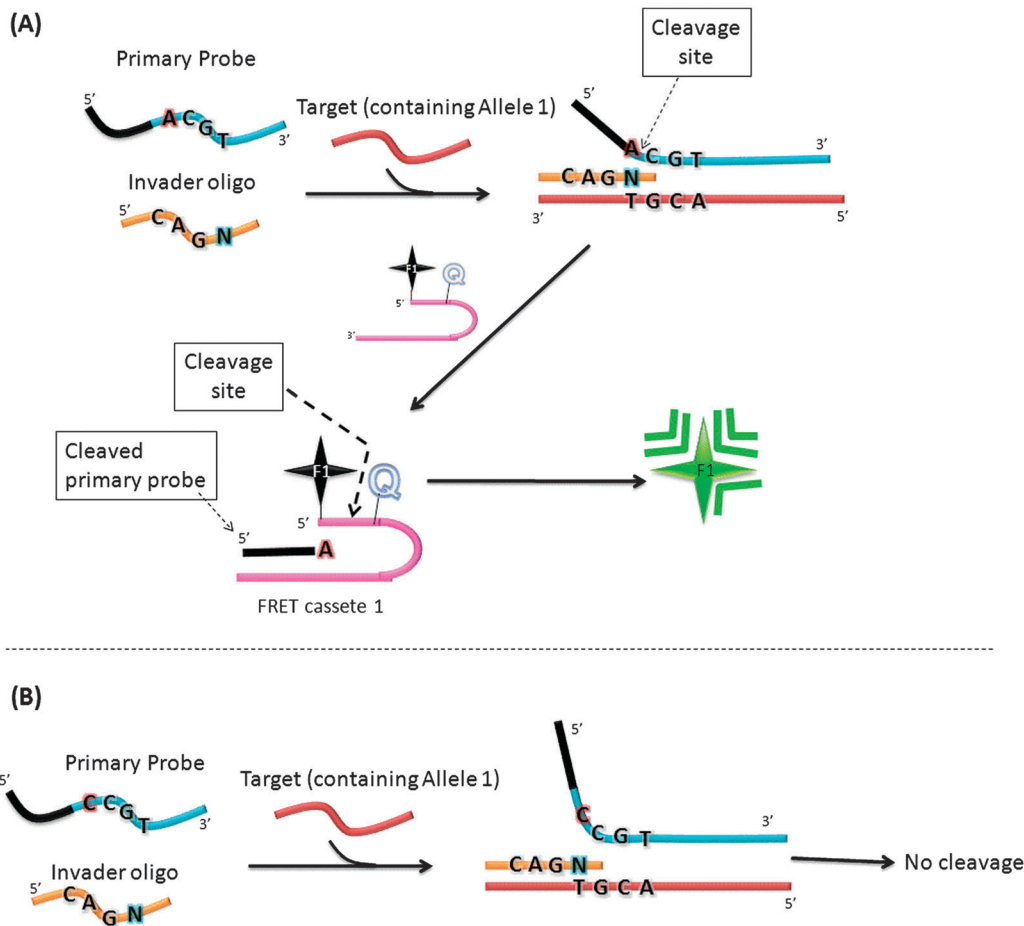 (A)
Primary Probe
5’
A C G T
3’
Invader oligo
5’
C A G N
Target (containing Allele 1)
Cleavage
site
5’
A C G T
3’
C A G N
T G C A
3’
5’
F1
Q
5’
3’
Cleavage
site
Cleaved
primary probe
F1
Q
5’
5’
A
FRET cassete 1
F1
(B)
Primary Probe
5’
C C G T
3’
Invader oligo
5’
C A G N
Target (containing Allele 1)
5’
C C G T
3’
C A G N
T G C A
5’
No cleavage